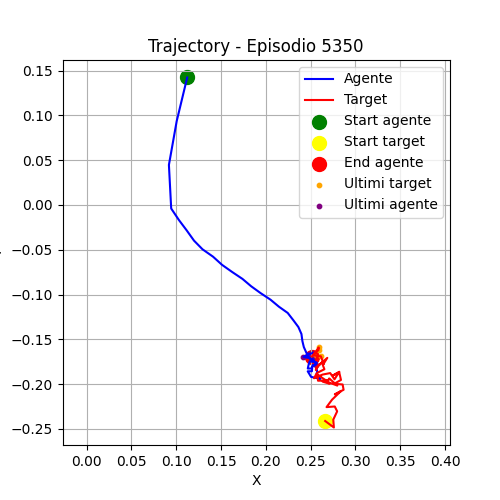 Trajectory - Episodio 5350
Agente
Target
Start agente
Start target
End agente
Ultimi target
Ultimi agente
0.15
0.10
0.05
0.00
−0.05
−0.10
−0.15
−0.20
−0.25
0.00 0.05 0.10 0.15 0.20 0.25 0.30 0.35 0.40
X